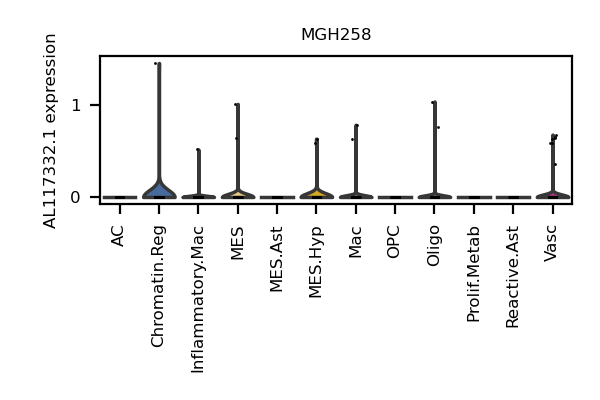 MGH258
AL117332.1 expression
1
0
AC
Chromatin.Reg
Inflammatory.Mac
MES
MES.Ast
MES.Hyp
Mac
OPC
Oligo
Prolif.Metab
Reactive.Ast
Vasc